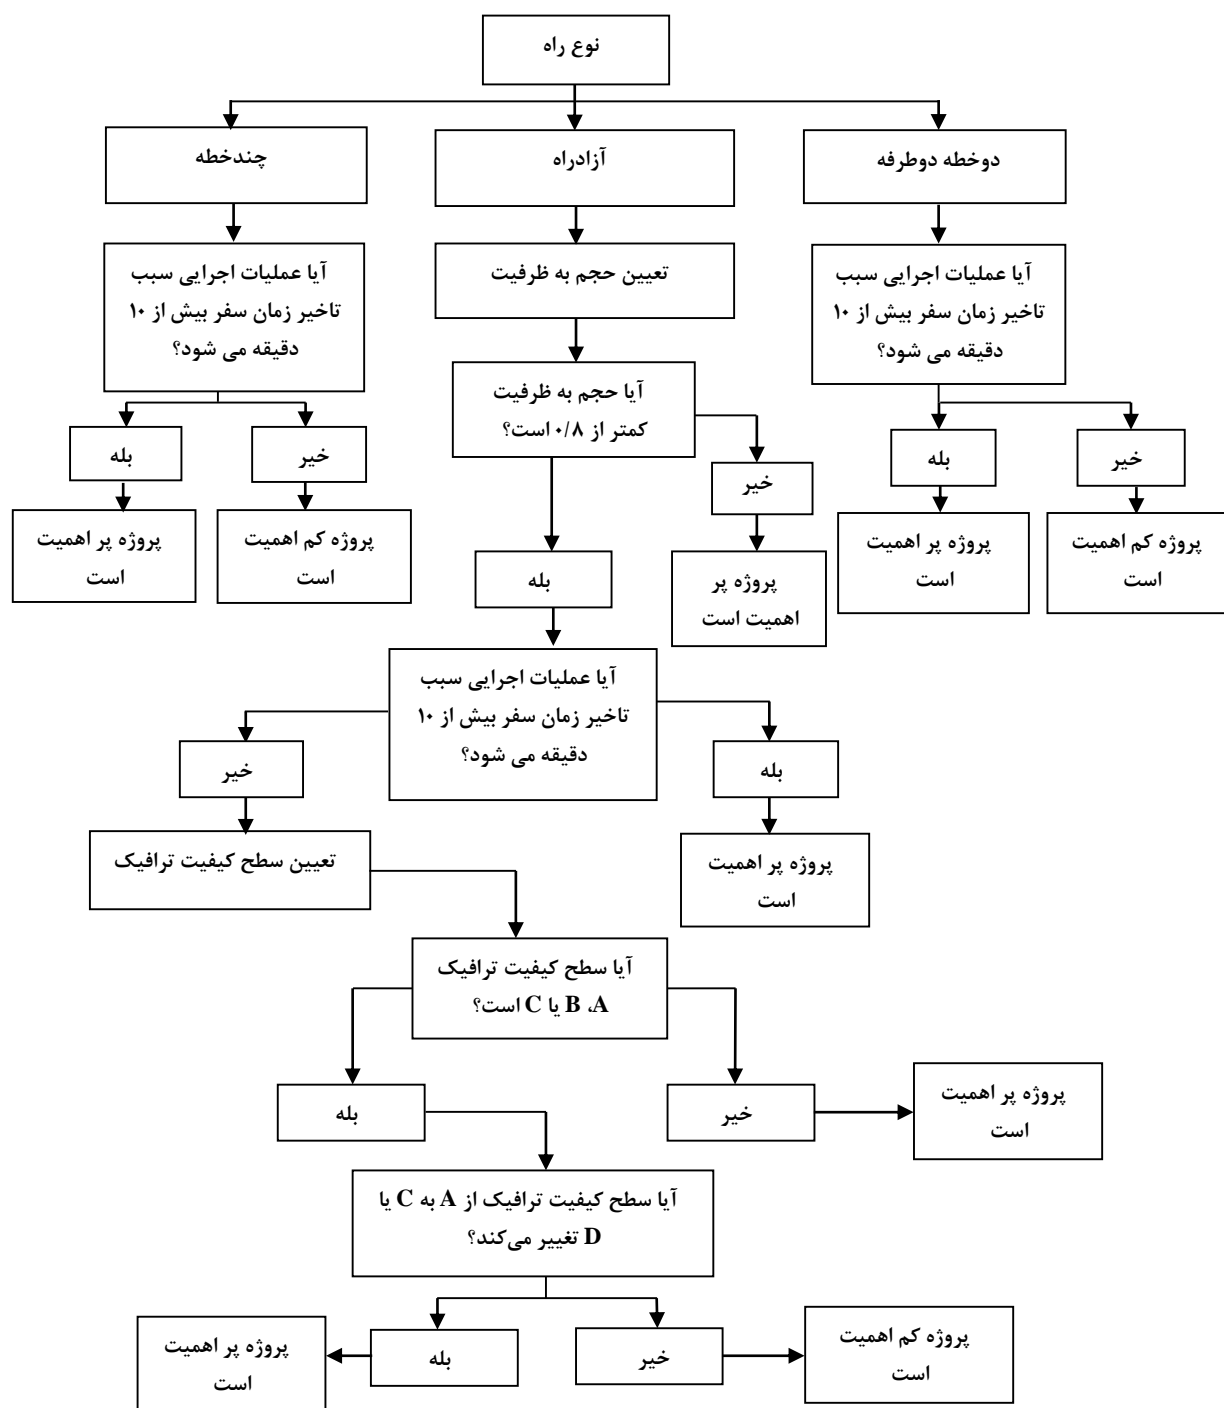 نوع راه
دوخطه دوطرفه
آزادراه
چندخطه
آیا عملیات اجرایی سبب
تاخیر زمان سفر بیش از ۱۰
دقیقه می شود؟
تعیین حجم به ظرفیت
آیا عملیات اجرایی سبب
تاخیر زمان سفر بیش از ۱۰
دقیقه می شود؟
آیا حجم به ظرفیت
کمتر از ۰/۸ است؟
خیر
بله
خیر
خیر
بله
پروژه کم اهمیت
است
پروژه پر اهمیت
است
پروژه پر
اهمیت است
بله
پروژه کم اهمیت
است
پروژه پر اهمیت
است
آیا عملیات اجرایی سبب
تاخیر زمان سفر بیش از ۱۰
دقیقه می شود؟
بله
خیر
پروژه پر اهمیت
است
تعیین سطح کیفیت ترافیک
آیا سطح کیفیت ترافیک
A، B یا C است؟
خیر
بله
پروژه پر اهمیت
است
آیا سطح کیفیت ترافیک از A به C یا
D تغییر می‌کند؟
خیر
بله
پروژه کم اهمیت
است
پروژه پر اهمیت
است